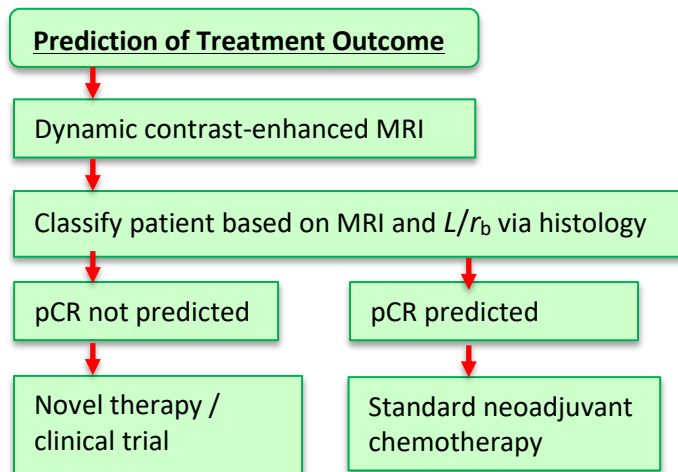 Prediction of Treatment Outcome
Dynamic contrast-enhanced MRI
Classify patient based on MRI and L/rb via histology
pCR not predicted
pCR predicted
Novel therapy /
clinical trial
Standard neoadjuvant
chemotherapy